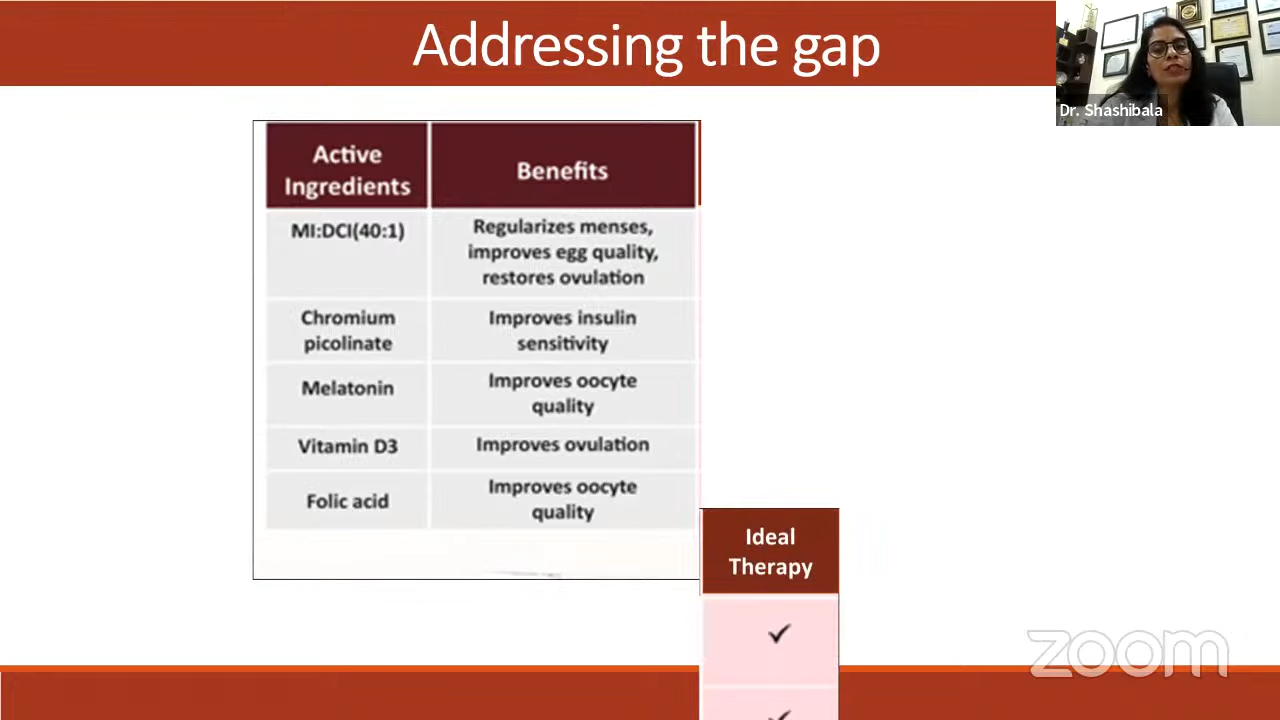 Addressing the gap
Dr. Shashibala
Active
Ingredients
Benefits
MI:DCI(40:1)
Regularizes menses,
improves egg quality,
restores ovulation
Chromium
picolinate
Improves insulin
sensitivity
Melatonin
Improves oocyte
quality
Vitamin D3
Improves ovulation
Folic acid
Improves oocyte
quality
Ideal
Therapy
zoom